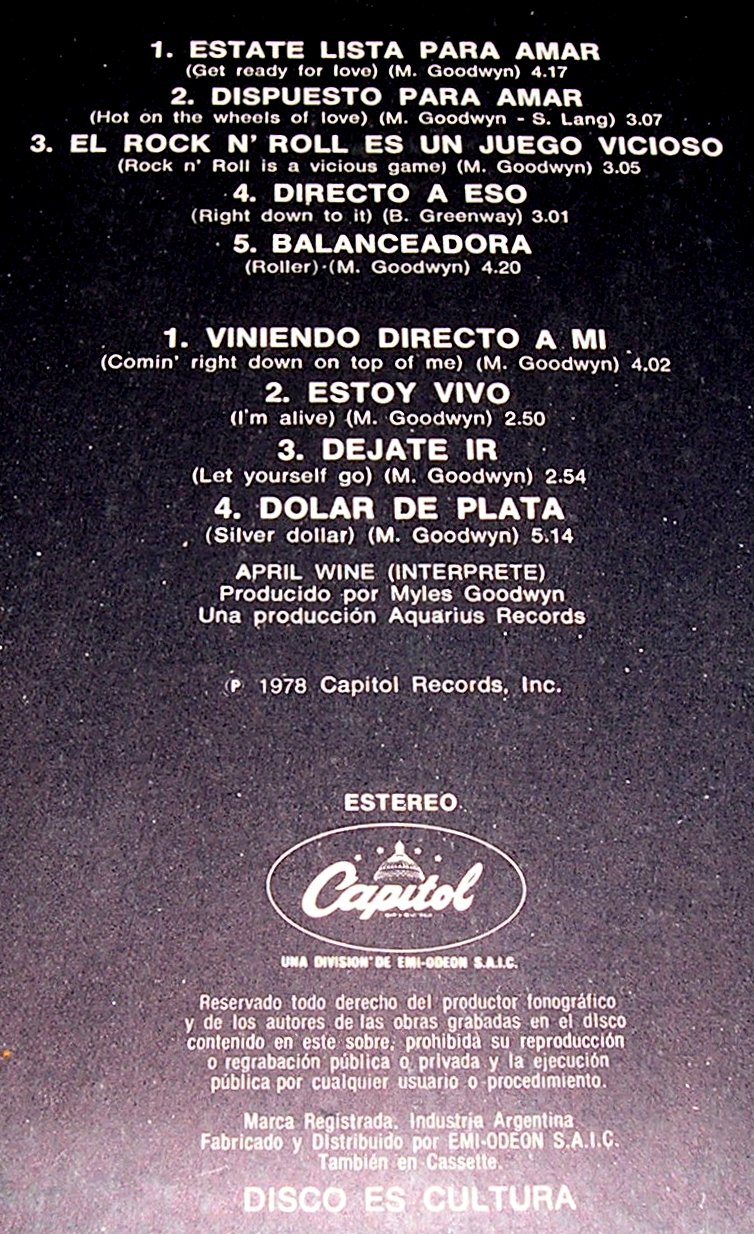 1. ESTATE LISTA PARA AMAR
(Get ready for love) (M. Goodwyn) 4.17
2. DISPUESTO PARA AMAR
(Hot on the wheels of love) (M. Goodwyn - S. Lang) 3.07
3. EL ROCK N' ROLL ES UN JUEGO VICIOSO
(Rock n' Roll is a vicious game) (M. Goodwyn) 3.05
4. DIRECTO A ESO
(Right down to it) (B. Greenway) 3.01
5. BALANCEADORA
(Roller) (M. Goodwyn) 4.20
1. VINIENDO DIRECTO A MI
(Comin' right down on top of me) (M. Goodwyn) 4.02
2. ESTOY VIVO
(I'm alive) (M. Goodwyn) 2.50
3. DEJATE IR
(Let yourself go) (M. Goodwyn) 2.54
4. DOLAR DE PLATA
(Silver dollar) (M. Goodwyn) 5.14
APRIL WINE (INTERPRETE)
Producido por Myles Goodwyn
Una producción Aquarius Records
℗ 1978 Capitol Records, Inc.
ESTEREO
Capitol
UNA DIVISION DE EMI-ODEON S.A.I.C.
Reservado todo derecho del productor fonográfico
y de los autores de las obras grabadas en el disco
contenido en este sobre, prohibida su reproducción
o regrabación pública o privada y la ejecución
pública por cualquier usuario o procedimiento.
Marca Registrada. Industria Argentina
Fabricado y Distribuido por EMI-ODEON S.A.I.C.
También en Cassette.
DISCO ES CULTURA